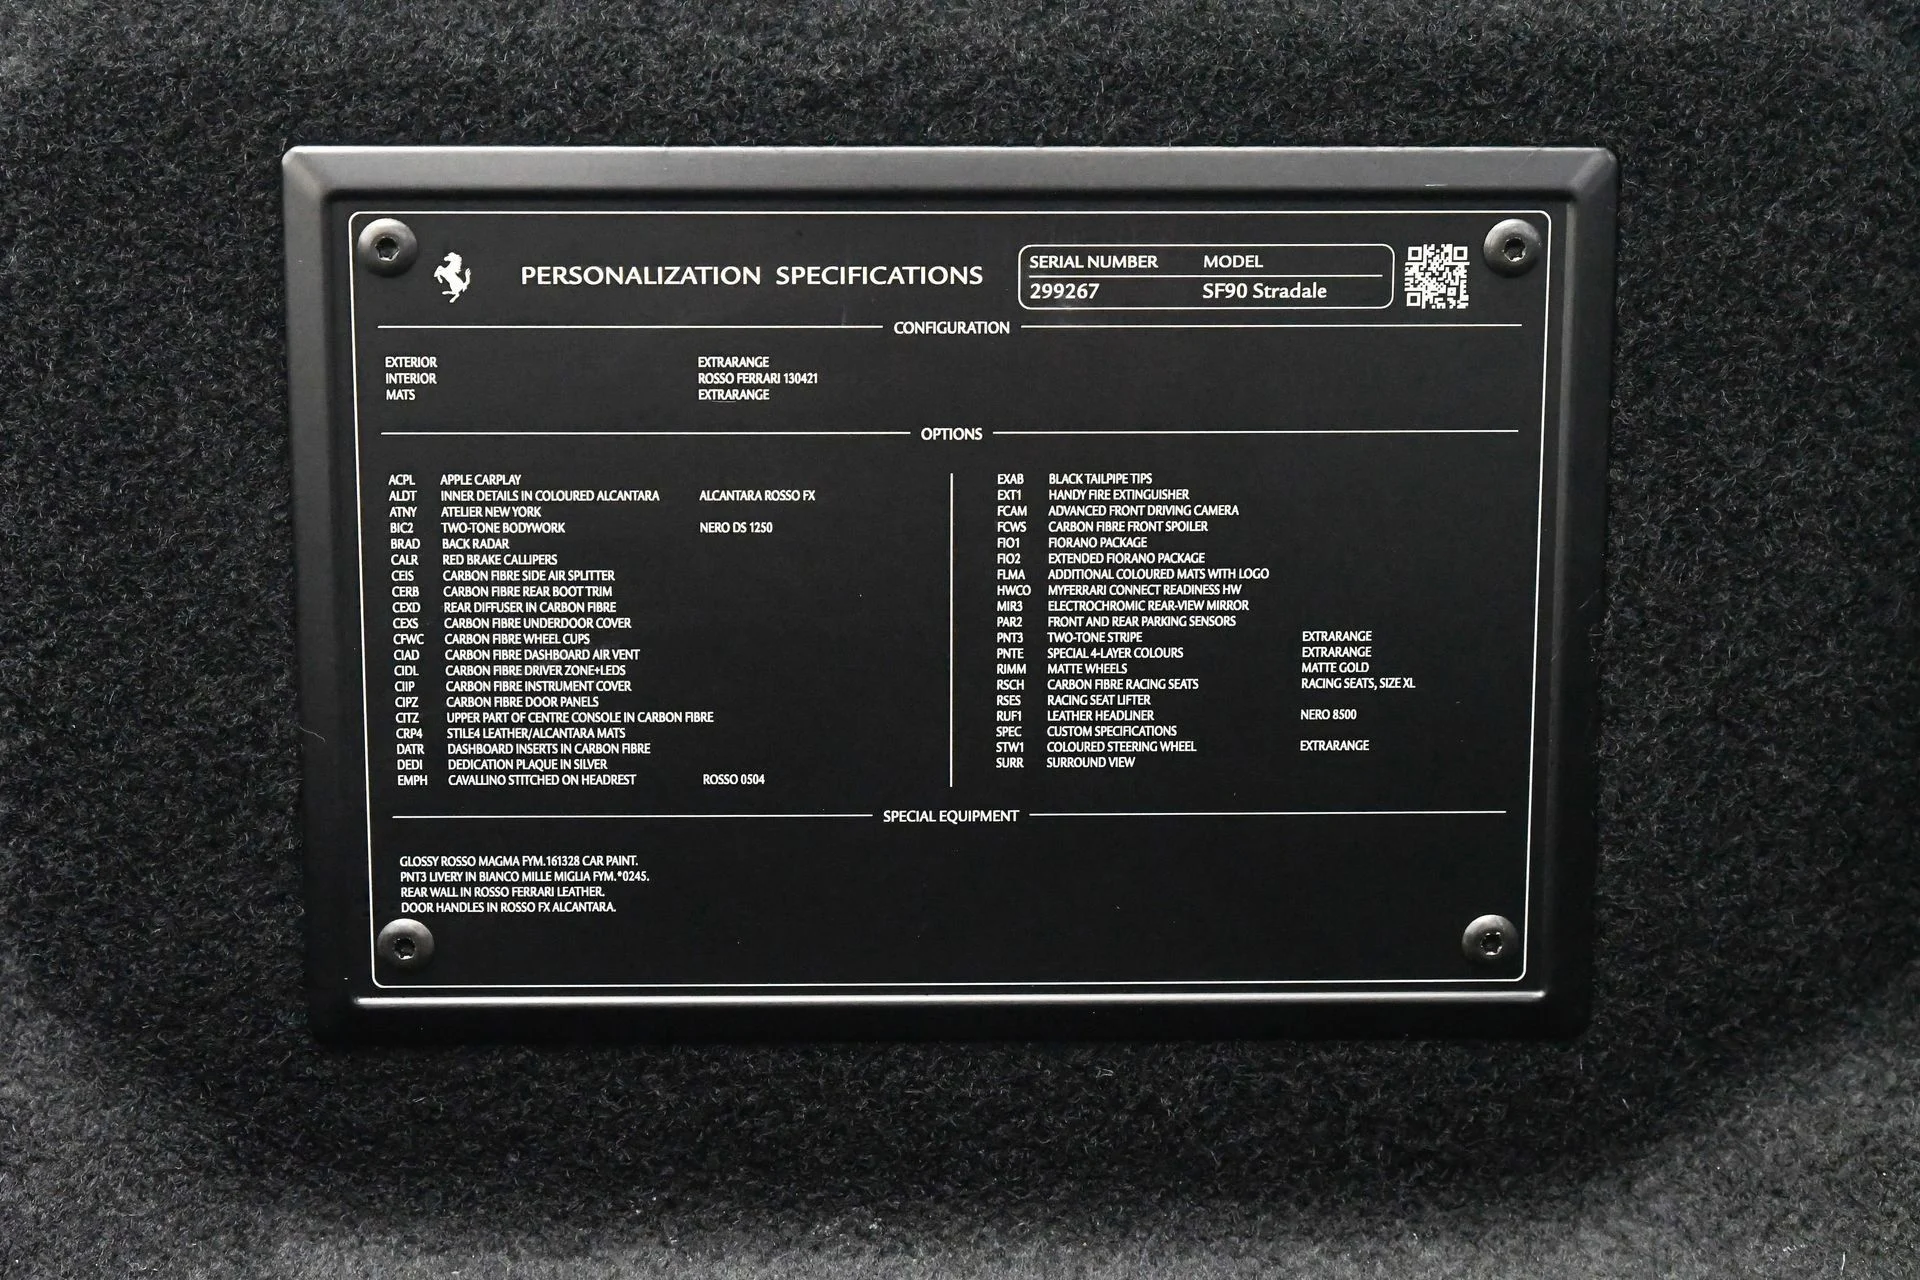 PERSONALIZATION SPECIFICATIONS
SERIAL NUMBER MODEL
299267 SF90 Stradale
CONFIGURATION
EXTERIOR EXTRARANGE
INTERIOR ROSSO FERRARI 130421
MATS EXTRARANGE
OPTIONS
ACPL APPLE CARPLAY
ALDT INNER DETAILS IN COLOURED ALCANTARA ALCANTARA ROSSO FX
ATNY ATELIER NEW YORK
BIC2 TWO-TONE BODYWORK NERO DS 1250
BRAD BACK RADAR
CALR RED BRAKE CALLIPERS
CEIS CARBON FIBRE SIDE AIR SPLITTER
CERB CARBON FIBRE REAR BOOT TRIM
CEXD REAR DIFFUSER IN CARBON FIBRE
CEXS CARBON FIBRE UNDERDOOR COVER
CFWC CARBON FIBRE WHEEL CUPS
CIAD CARBON FIBRE DASHBOARD AIR VENT
CIDL CARBON FIBRE DRIVER ZONE+LEDS
CIIP CARBON FIBRE INSTRUMENT COVER
CIPZ CARBON FIBRE DOOR PANELS
CITZ UPPER PART OF CENTRE CONSOLE IN CARBON FIBRE
CRP4 STILE4 LEATHER/ALCANTARA MATS
DATR DASHBOARD INSERTS IN CARBON FIBRE
DEDI DEDICATION PLAQUE IN SILVER
EMPH CAVALLINO STITCHED ON HEADREST ROSSO 0504
EXAB BLACK TAILPIPE TIPS
EXT1 HANDY FIRE EXTINGUISHER
FCAM ADVANCED FRONT DRIVING CAMERA
FCWS CARBON FIBRE FRONT SPOILER
FIO1 FIORANO PACKAGE
FIO2 EXTENDED FIORANO PACKAGE
FLMA ADDITIONAL COLOURED MATS WITH LOGO
HWCO MYFERRARI CONNECT READINESS HW
MIR3 ELECTROCHROMIC REAR-VIEW MIRROR
PAR2 FRONT AND REAR PARKING SENSORS
PNT3 TWO-TONE STRIPE EXTRARANGE
PNTE SPECIAL 4-LAYER COLOURS EXTRARANGE
RIMM MATTE WHEELS MATTE GOLD
RSCH CARBON FIBRE RACING SEATS RACING SEATS, SIZE XL
RSES RACING SEAT LIFTER
RUF1 LEATHER HEADLINER NERO 8500
SPEC CUSTOM SPECIFICATIONS
STW1 COLOURED STEERING WHEEL EXTRARANGE
SURR SURROUND VIEW
SPECIAL EQUIPMENT
GLOSSY ROSSO MAGMA FYM.161328 CAR PAINT.
PNT3 LIVERY IN BIANCO MILLE MIGLIA FYM.*0245.
REAR WALL IN ROSSO FERRARI LEATHER.
DOOR HANDLES IN ROSSO FX ALCANTARA.